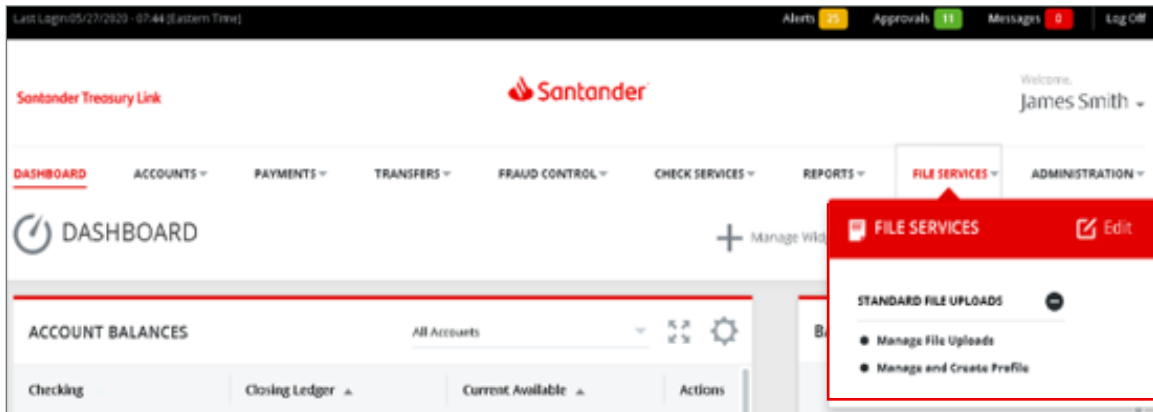 Last Login:05/27/2020 - 07:44 [Eastern Time] Alerts 25 Approvals 11 Messages 0 Log Off
Santander Treasury Link Santander Welcome, James Smith
DASHBOARD ACCOUNTS PAYMENTS TRANSFERS FRAUD CONTROL CHECK SERVICES REPORTS FILE SERVICES ADMINISTRATION
DASHBOARD Manage
FILE SERVICES Edit
STANDARD FILE UPLOADS
Manage File Uploads
Manage and Create Profile
ACCOUNT BALANCES All Accounts
Checking Closing Ledger Current Available Actions